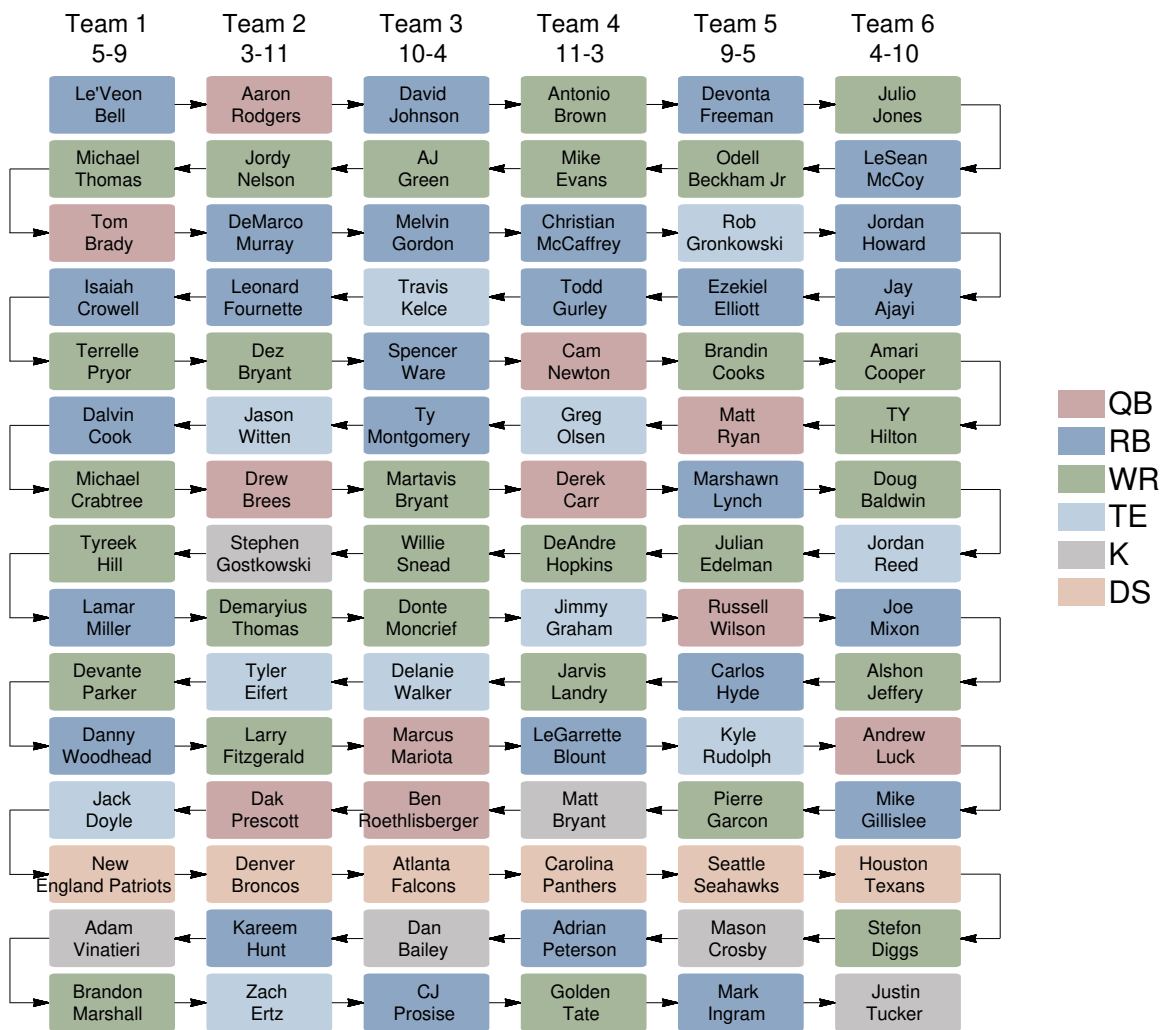 Team 1 Team 2 Team 3 Team 4 Team 5 Team 6
5-9 3-11 10-4 11-3 9-5 4-10
Le'Veon Aaron David Antonio Devonta Julio
Bell Rodgers Johnson Brown Freeman Jones
Michael Jordy AJ Mike Odell LeSean
Thomas Nelson Green Evans Beckham Jr McCoy
Tom DeMarco Melvin Christian Rob Jordan
Brady Murray Gordon McCaffrey Gronkowski Howard
Isaiah Leonard Travis Todd Ezekiel Jay
Crowell Fournette Kelce Gurley Elliott Ajayi
Terrelle Dez Spencer Cam Brandin Amari
Pryor Bryant Ware Newton Cooks Cooper
Dalvin Jason Ty Greg Matt TY
Cook Witten Montgomery Olsen Ryan Hilton
Michael Drew Martavis Derek Marshawn Doug
Crabtree Brees Bryant Carr Lynch Baldwin
Tyreek Stephen Willie DeAndre Julian Jordan
Hill Gostkowski Snead Hopkins Edelman Reed
Lamar Demaryius Donte Jimmy Russell Joe
Miller Thomas Moncrief Graham Wilson Mixon
Devante Tyler Delanie Jarvis Carlos Alshon
Parker Eifert Walker Landry Hyde Jeffery
Danny Larry Marcus LeGarrette Kyle Andrew
Woodhead Fitzgerald Mariota Blount Rudolph Luck
Jack Dak Ben Matt Pierre Mike
Doyle Prescott Roethlisberger Bryant Garcon Gillislee
New Denver Atlanta Carolina Seattle Houston
England Patriots Broncos Falcons Panthers Seahawks Texans
Adam Kareem Dan Adrian Mason Stefon
Vinatieri Hunt Bailey Peterson Crosby Diggs
Brandon Zach CJ Golden Mark Justin
Marshall Ertz Prosise Tate Ingram Tucker
QB
RB
WR
TE
K
DS